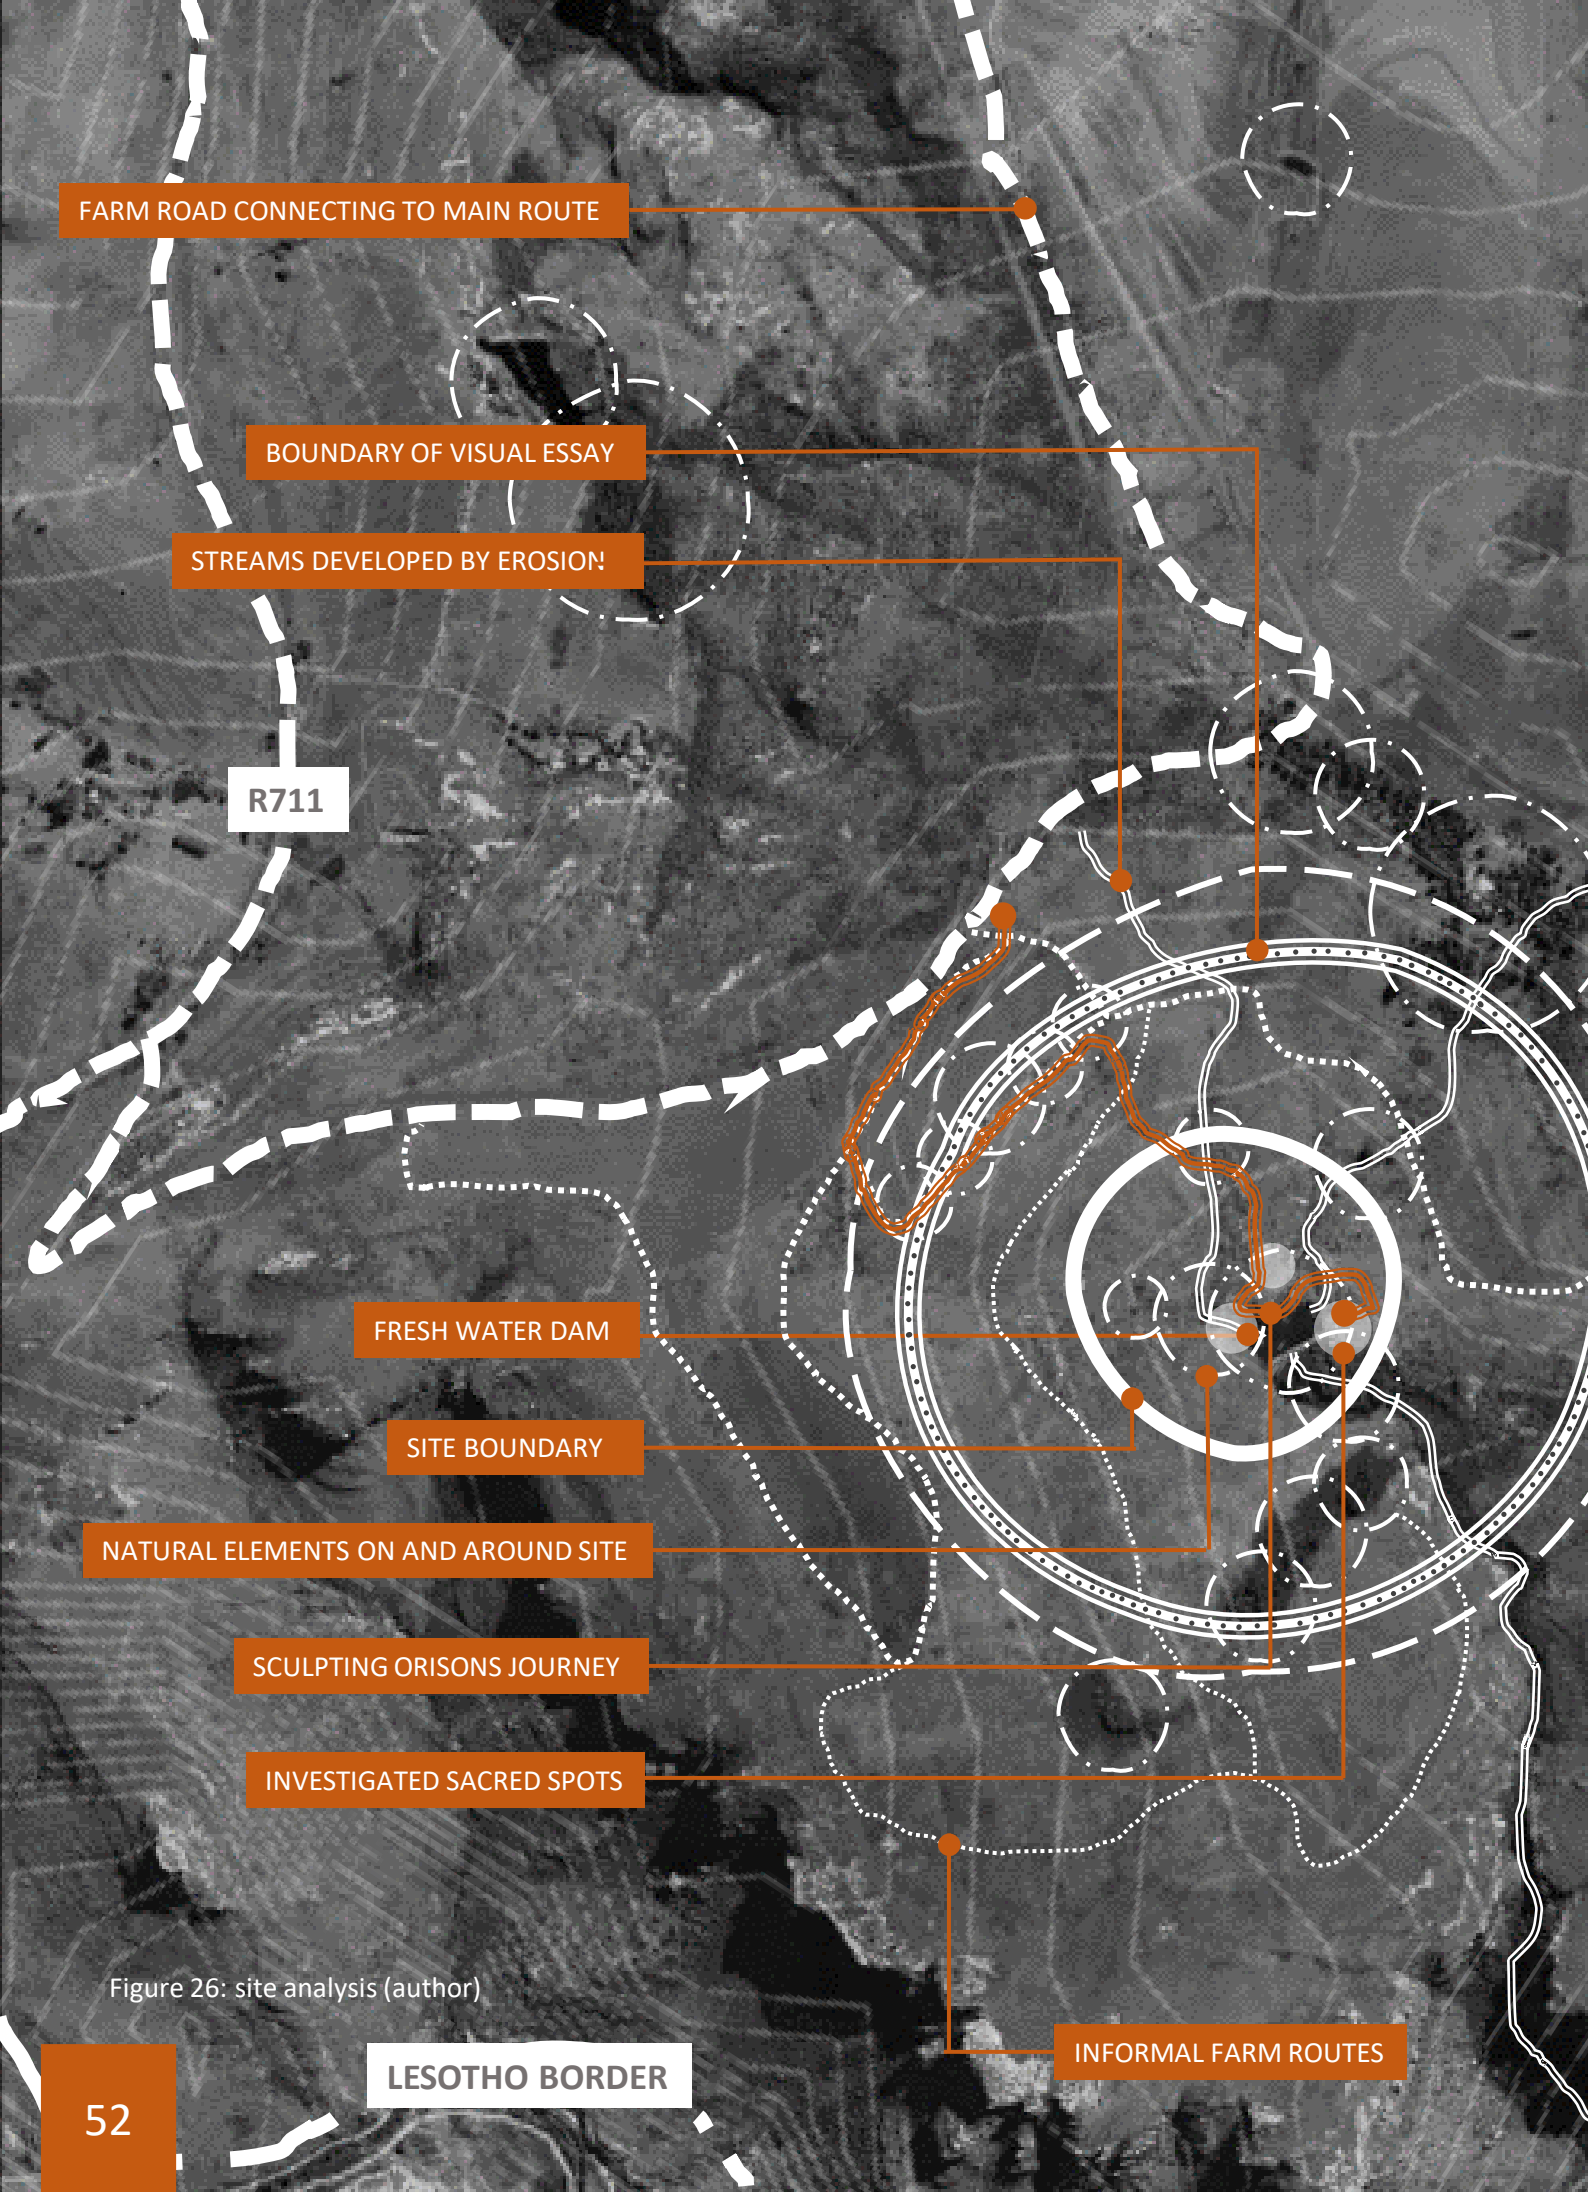 FARM ROAD CONNECTING TO MAIN ROUTE
BOUNDARY OF VISUAL ESSAY
STREAMS DEVELOPED BY EROSION
R711
FRESH WATER DAM
SITE BOUNDARY
NATURAL ELEMENTS ON AND AROUND SITE
SCULPTING ORISONS JOURNEY
INVESTIGATED SACRED SPOTS
Figure 26: site analysis (author)
INFORMAL FARM ROUTES
LESOTHO BORDER
52